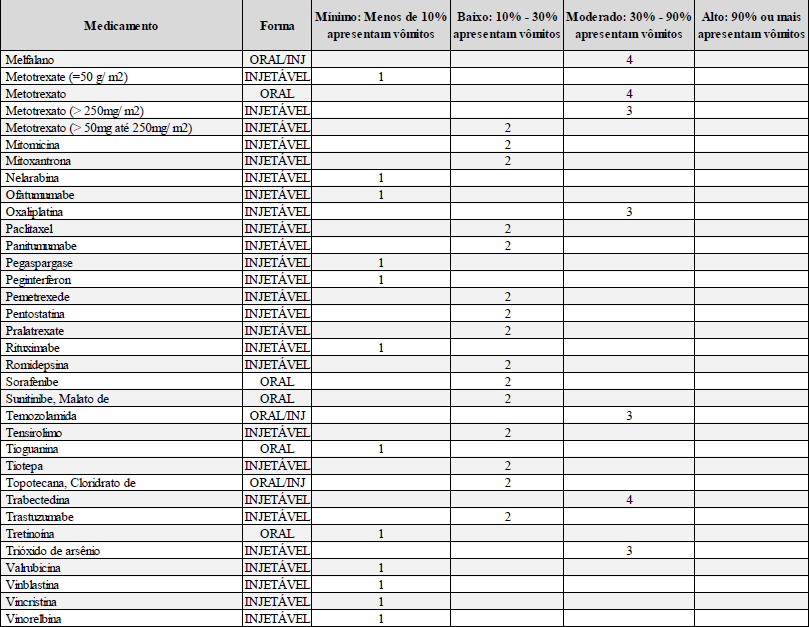 Medicamento | Forma | Mínimo: Menos de 10% apresentam vômitos | Baixo: 10% - 30% apresentam vômitos | Moderado: 30% - 90% apresentam vômitos | Alto: 90% ou mais apresentam vômitos
Melfalano | ORAL/INJ | | | 4 |
Metotrexate (=50 g/ m2) | INJETÁVEL | 1 | | |
Metotrexato | ORAL | | | 4 |
Metotrexato (> 250mg/ m2) | INJETÁVEL | | | 3 |
Metotrexato (> 50mg até 250mg/ m2) | INJETÁVEL | | 2 | |
Mitomicina | INJETÁVEL | | 2 | |
Mitoxantrona | INJETÁVEL | | 2 | |
Nelarabina | INJETÁVEL | 1 | | |
Ofatumumabe | INJETÁVEL | 1 | | |
Oxaliplatina | INJETÁVEL | | | 3 |
Paclitaxel | INJETÁVEL | | 2 | |
Panitumumabe | INJETÁVEL | | 2 | |
Pegaspargase | INJETÁVEL | 1 | | |
Peginterferon | INJETÁVEL | 1 | | |
Pemetrexede | INJETÁVEL | | 2 | |
Pentostatina | INJETÁVEL | | 2 | |
Pralatrexate | INJETÁVEL | | 2 | |
Rituximabe | INJETÁVEL | 1 | | |
Romidepsina | INJETÁVEL | | 2 | |
Sorafenibe | ORAL | | 2 | |
Sunitinibe, Malato de | ORAL | | 2 | |
Temozolamida | ORAL/INJ | | | 3 |
Tensirolimo | INJETÁVEL | | 2 | |
Tioguanina | ORAL | 1 | | |
Tiotepa | INJETÁVEL | | 2 | |
Topotecana, Cloridrato de | ORAL/INJ | | 2 | |
Trabectedina | INJETÁVEL | | | 4 |
Trastuzumabe | INJETÁVEL | | 2 | |
Tretinoína | ORAL | 1 | | |
Trióxido de arsênio | INJETÁVEL | | | 3 |
Valrubicina | INJETÁVEL | 1 | | |
Vinblastina | INJETÁVEL | 1 | | |
Vincristina | INJETÁVEL | 1 | | |
Vinorelbina | INJETÁVEL | 1 | | |